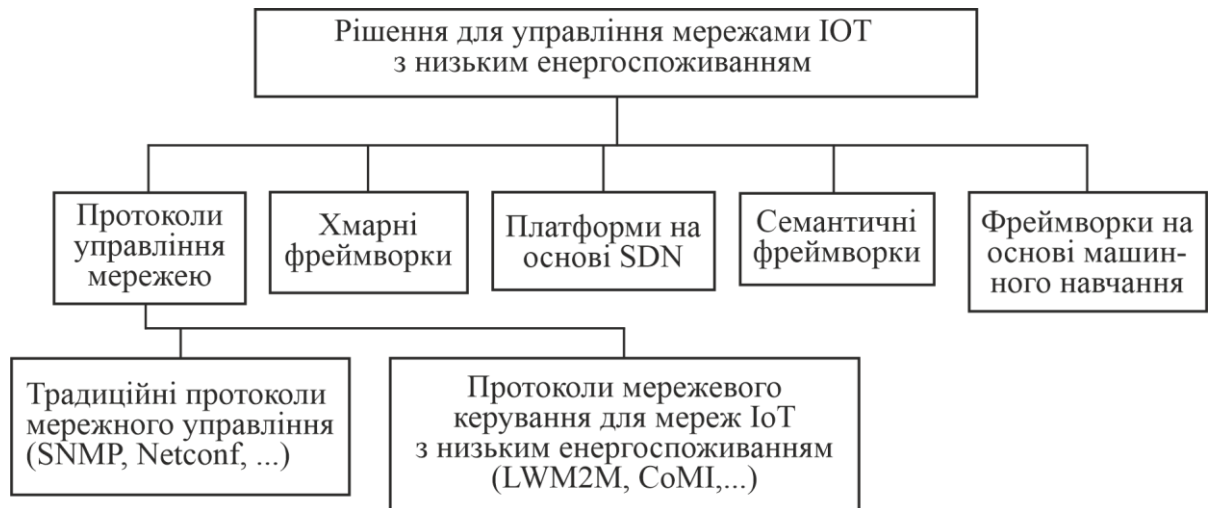 Рішення для управління мережами ІОТ
з низьким енергоспоживанням
Протоколи
управління
мережею
Хмарні
фреймворки
Платформи на
основі SDN
Семантичні
фреймворки
Фреймворки на
основі машин-
ного навчання
Традиційні протоколи
мережного управління
(SNMP, Netconf, ...)
Протоколи мережевого
керування для мереж IoT
з низьким енергоспоживанням
(LWM2M, CoMI,...)